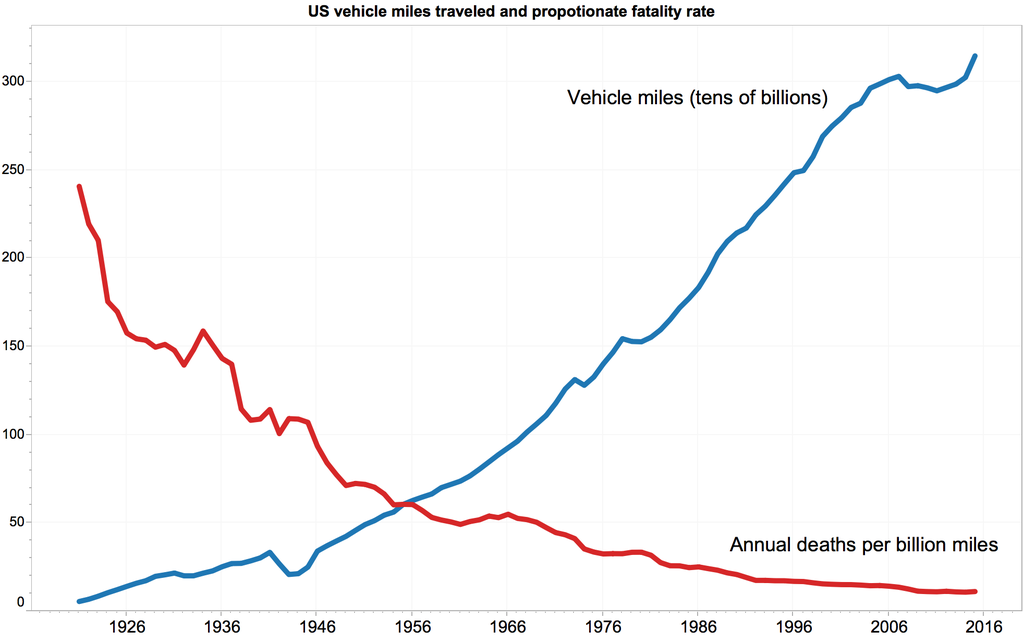 US vehicle miles traveled and propotionate fatality rate
300
Vehicle miles (tens of billions)
250
200
150
100
50
Annual deaths per billion miles
0
1926 1936 1946 1956 1966 1976 1986 1996 2006 2016